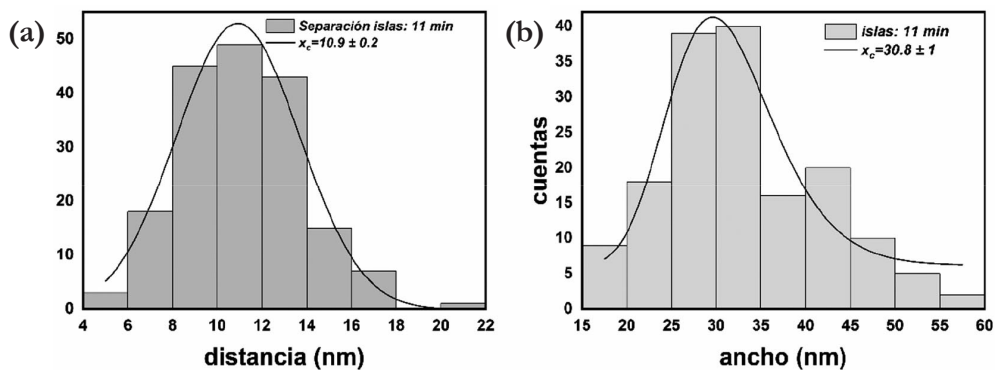 (a)
Separación islas: 11 min
xc=10.9 ± 0.2
50
40
30
20
10
0
4 6 8 10 12 14 16 18 20 22
distancia (nm)
(b)
islas: 11 min
xc=30.8 ± 1
cuentas
40
35
30
25
20
15
10
5
0
15 20 25 30 35 40 45 50 55 60
ancho (nm)